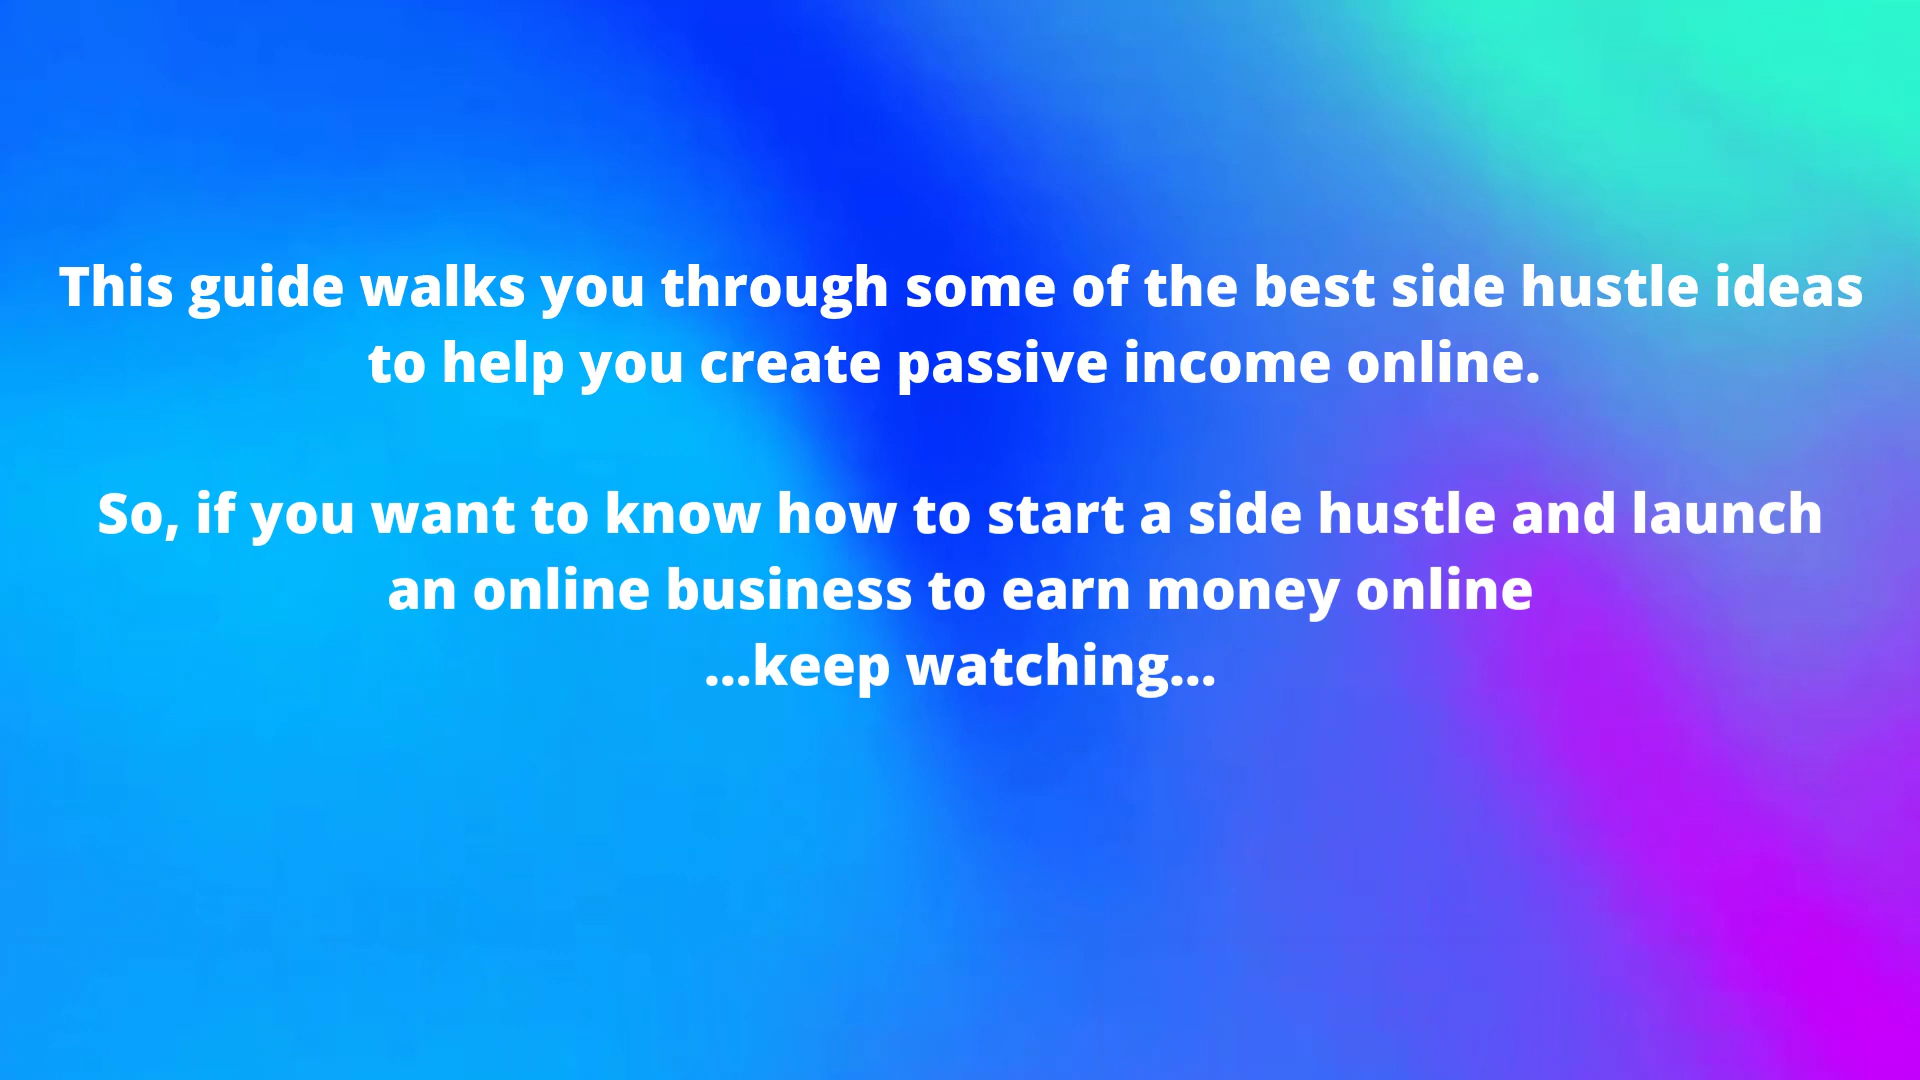 This guide walks you through some of the best side hustle ideas
to help you create passive income online.
So, if you want to know how to start a side hustle and launch
an online business to earn money online
...keep watching...